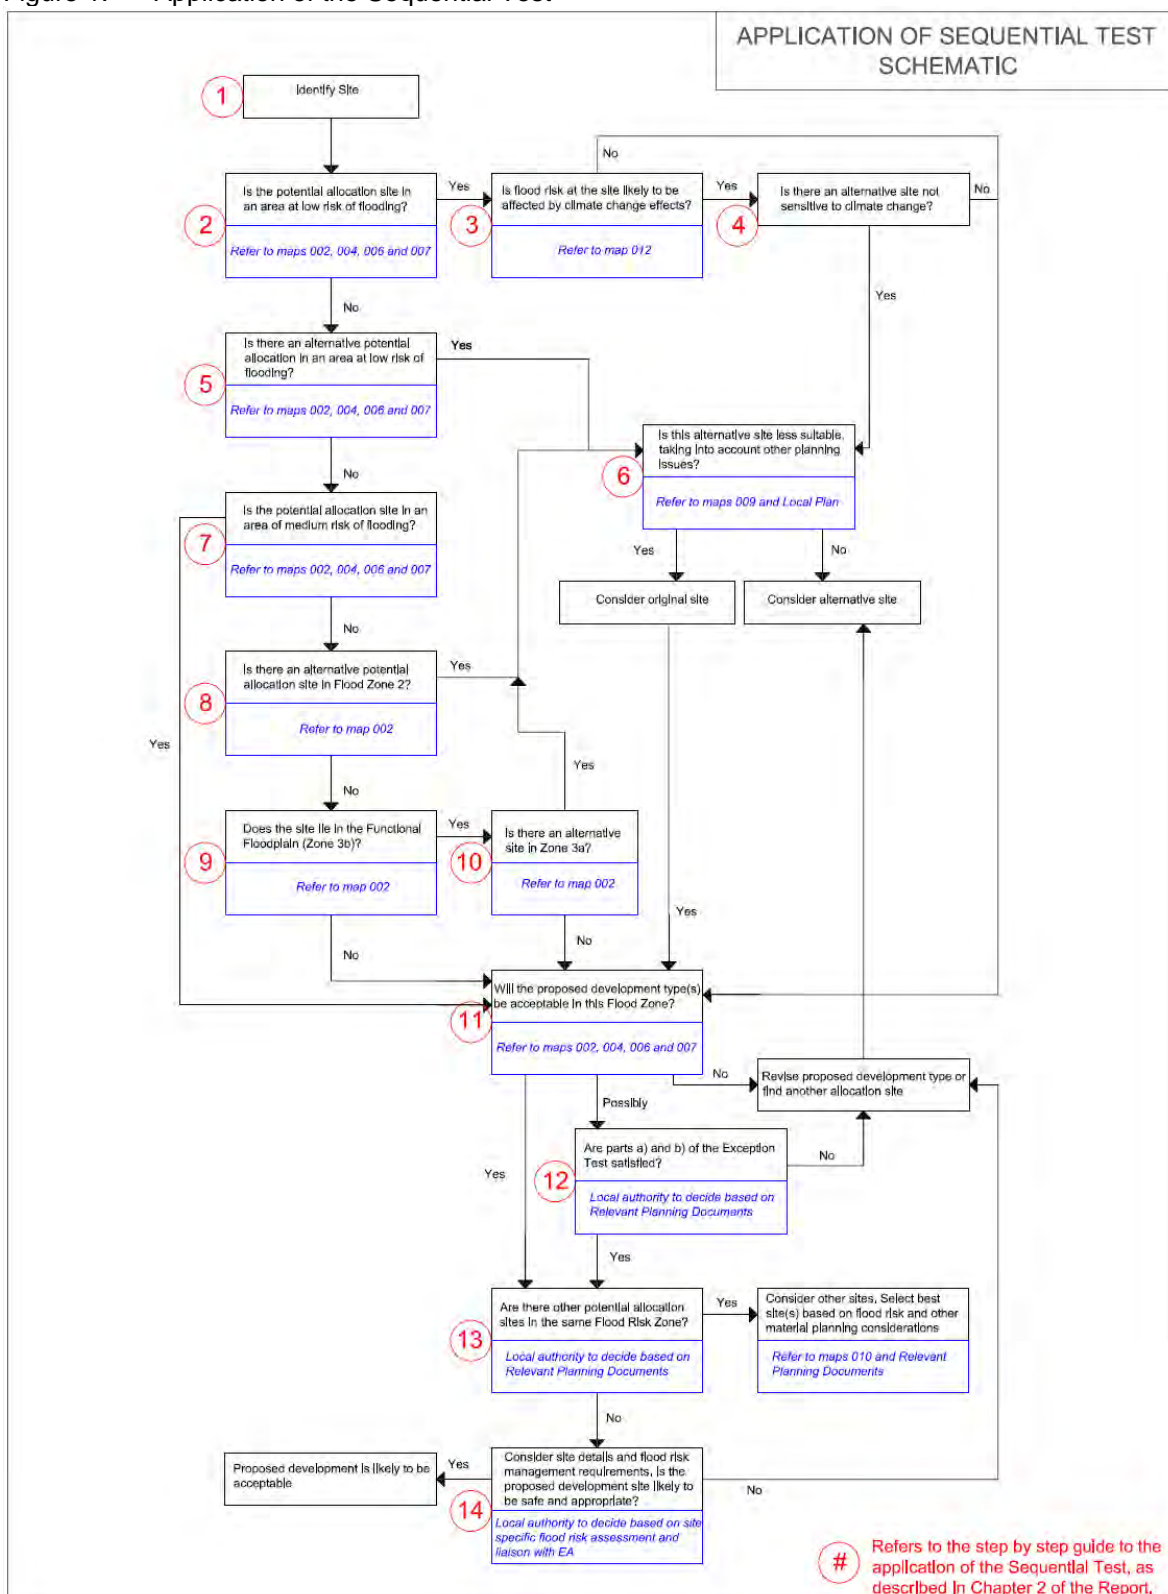 Figure 1. Application of the Sequential Test
APPLICATION OF SEQUENTIAL TEST
SCHEMATIC
1
Identify Site
No
2
Is the potential allocation site in
an area at low risk of flooding?
Refer to maps 002, 004, 006 and 007
Yes
3
Is flood risk at the site likely to be
affected by climate change effects?
Refer to map 012
Yes
4
Is there an alternative site not
sensitive to climate change?
No
Yes
No
5
Is there an alternative potential
allocation in an area at low risk of
flooding?
Refer to maps 002, 004, 006 and 007
Yes
6
Is this alternative site less suitable,
taking into account other planning
issues?
Refer to maps 009 and Local Plan
No
7
Is the potential allocation site in an
area of medium risk of flooding?
Refer to maps 002, 004, 006 and 007
Yes
No
Consider original site
Consider alternative site
No
8
Is there an alternative potential
allocation site in Flood Zone 2?
Refer to map 002
Yes
Yes
Yes
No
9
Does the site lie in the Functional
Floodplain (Zone 3b)?
Refer to map 002
Yes
10
Is there an alternative
site in Zone 3a?
Refer to map 002
Yes
No
No
11
Will the proposed development type(s)
be acceptable in this Flood Zone?
Refer to maps 002, 004, 006 and 007
No
Revise proposed development type or
find another allocation site
Possibly
Yes
12
Are parts a) and b) of the Exception
Test satisfied?
Local authority to decide based on
Relevant Planning Documents
No
Yes
13
Are there other potential allocation
sites in the same Flood Risk Zone?
Local authority to decide based on
Relevant Planning Documents
Yes
Consider other sites, Select best
site(s) based on flood risk and other
material planning considerations
Refer to maps 010 and Relevant
Planning Documents
No
14
Consider site details and flood risk
management requirements, Is the
proposed development site likely to
be safe and appropriate?
Local authority to decide based on site
specific flood risk assessment and
liaison with EA
Yes
Proposed development is likely to be
acceptable
No
#
Refers to the step by step guide to the
application of the Sequential Test, as
described in Chapter 2 of the Report.